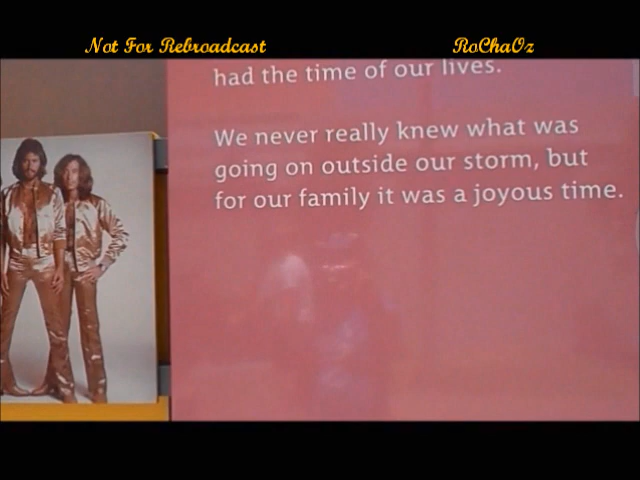 Not For Rebroadcast
RoChaOz
had the time of our lives.
We never really knew what was
going on outside our storm, but
for our family it was a joyous time.